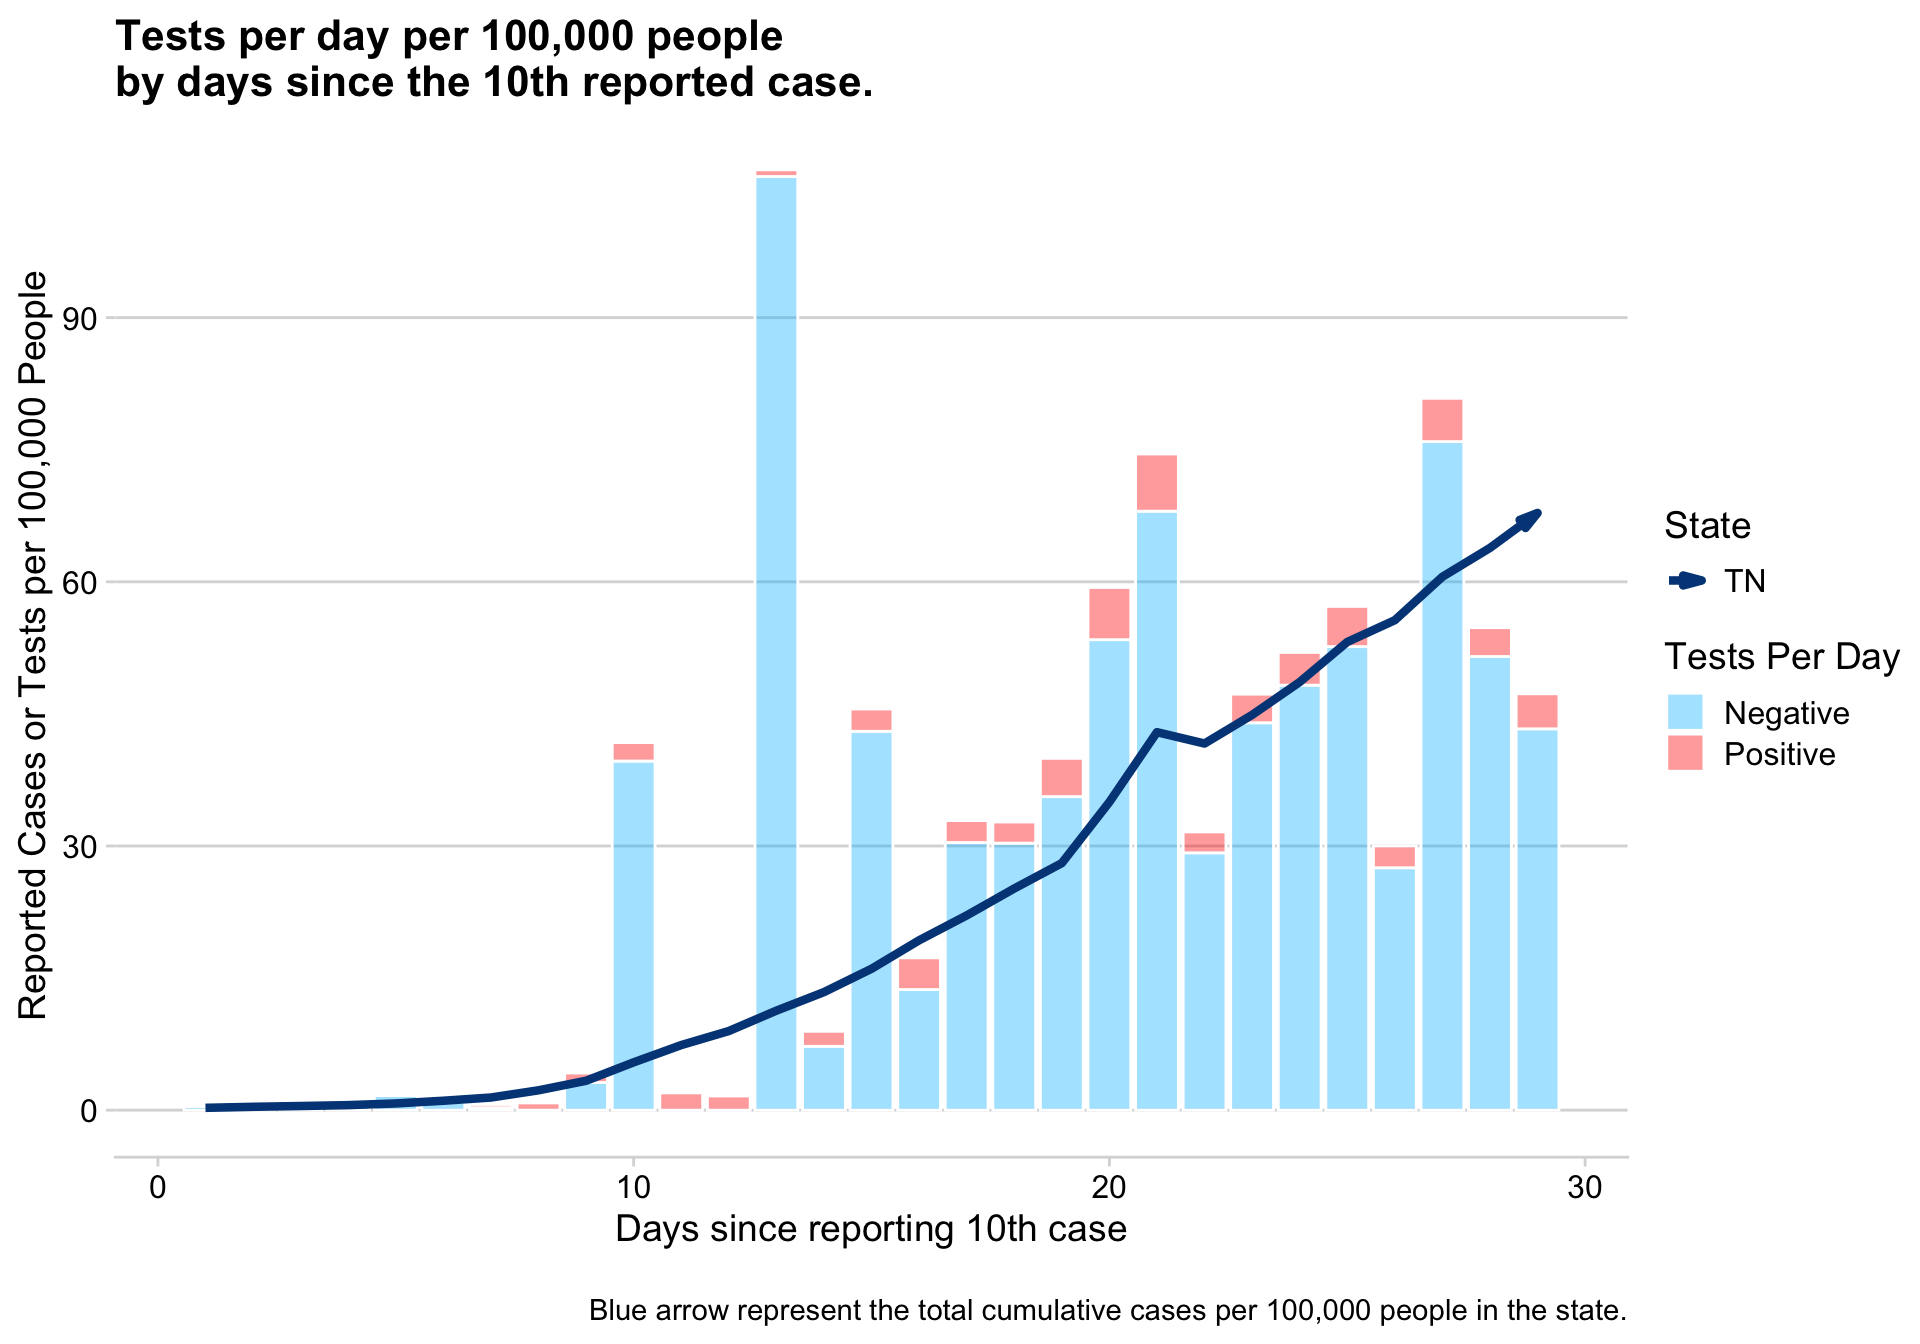 Tests per day per 100,000 people
by days since the 10th reported case.
Reported Cases or Tests per 100,000 People
90
60
30
0
0 10 20 30
Days since reporting 10th case
State
TN
Tests Per Day
Negative
Positive
Blue arrow represent the total cumulative cases per 100,000 people in the state.